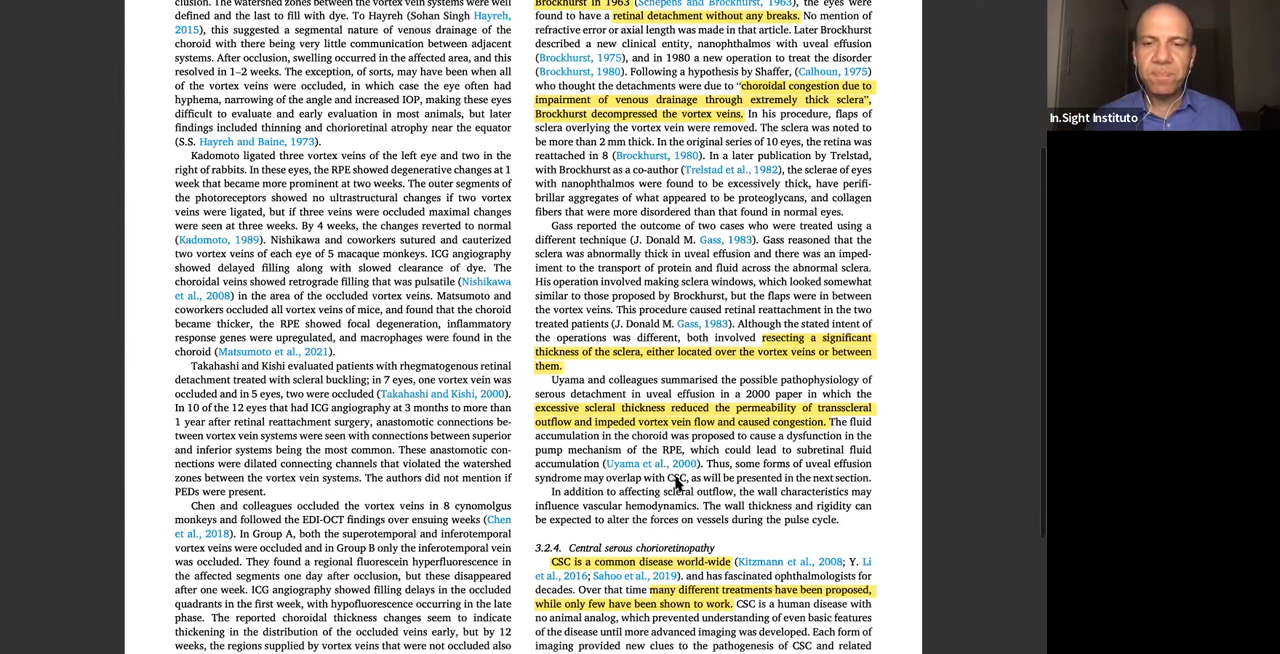 clusion. The watershed zones between the vortex vein systems were well
defined and the last to fill with dye. To Hayreh (Sohan Singh Hayreh,
2015), this suggested a segmental nature of venous drainage of the
choroid with there being very little communication between adjacent
systems. After occlusion, swelling occurred in the affected area, and this
resolved in 1–2 weeks. The exception, of sorts, may have been when all
of the vortex veins were occluded, in which case the eye often had
hyphema, narrowing of the angle and increased IOP, making these eyes
difficult to evaluate and early evaluation in most animals, but later
findings included thinning and chorioretinal atrophy near the equator
(S.S. Hayreh and Baine, 1973).
Kadomoto ligated three vortex veins of the left eye and two in the
right of rabbits. In these eyes, the RPE showed degenerative changes at 1
week that became more prominent at two weeks. The outer segments of
the photoreceptors showed no ultrastructural changes if two vortex
veins were ligated, but if three veins were occluded maximal changes
were seen at three weeks. By 4 weeks, the changes reverted to normal
(Kadomoto, 1989). Nishikawa and coworkers sutured and cauterized
two vortex veins of each eye of 5 macaque monkeys. ICG angiography
showed delayed filling along with slowed clearance of dye. The
choroidal veins showed retrograde filling that was pulsatile (Nishikawa
et al., 2008) in the area of the occluded vortex veins. Matsumoto and
coworkers occluded all vortex veins of mice, and found that the choroid
became thicker, the RPE showed focal degeneration, inflammatory
response genes were upregulated, and macrophages were found in the
choroid (Matsumoto et al., 2021).
Takahashi and Kishi evaluated patients with rhegmatogenous retinal
detachment treated with scleral buckling; in 7 eyes, one vortex vein was
occluded and in 5 eyes, two were occluded (Takahashi and Kishi, 2000).
In 10 of the 12 eyes that had ICG angiography at 3 months to more than
1 year after retinal reattachment surgery, anastomotic connections be-
tween vortex vein systems were seen with connections between superior
and inferior systems being the most common. These anastomotic con-
nections were dilated connecting channels that violated the watershed
zones between the vortex vein systems. The authors did not mention if
PEDs were present.
Chen and colleagues occluded the vortex veins in 8 cynomolgus
monkeys and followed the EDI-OCT findings over ensuing weeks (Chen
et al., 2018). In Group A, both the superotemporal and inferotemporal
vortex veins were occluded and in Group B only the inferotemporal vein
was occluded. They found a regional fluorescein hyperfluorescence in
the affected segments one day after occlusion, but these disappeared
after one week. ICG angiography showed filling delays in the occluded
quadrants in the first week, with hypofluorescence occurring in the late
phase. The reported choroidal thickness changes seem to indicate
thickening in the distribution of the occluded veins early, but by 12
weeks, the regions supplied by vortex veins that were not occluded also
Brockhurst in 1963 (Schepens and Brockhurst, 1963), the eyes were
found to have a retinal detachment without any breaks. No mention of
refractive error or axial length was made in that article. Later Brockhurst
described a new clinical entity, nanophthalmos with uveal effusion
(Brockhurst, 1975), and in 1980 a new operation to treat the disorder
(Brockhurst, 1980). Following a hypothesis by Shaffer, (Calhoun, 1975)
who thought the detachments were due to “choroidal congestion due to
impairment of venous drainage through extremely thick sclera”,
Brockhurst decompressed the vortex veins. In his procedure, flaps of
sclera overlying the vortex vein were removed. The sclera was noted to
be more than 2 mm thick. In the original series of 10 eyes, the retina was
reattached in 8 (Brockhurst, 1980). In a later publication by Trelstad,
with Brockhurst as a co-author (Trelstad et al., 1982), the sclerae of eyes
with nanophthalmos were found to be excessively thick, have perifi-
brillar aggregates of what appeared to be proteoglycans, and collagen
fibers that were more disordered than that found in normal eyes.
Gass reported the outcome of two cases who were treated using a
different technique (J. Donald M. Gass, 1983). Gass reasoned that the
sclera was abnormally thick in uveal effusion and there was an imped-
iment to the transport of protein and fluid across the abnormal sclera.
His operation involved making sclera windows, which looked somewhat
similar to those proposed by Brockhurst, but the flaps were in between
the vortex veins. This procedure caused retinal reattachment in the two
treated patients (J. Donald M. Gass, 1983). Although the stated intent of
the operations was different, both involved resecting a significant
thickness of the sclera, either located over the vortex veins or between
them.
Uyama and colleagues summarised the possible pathophysiology of
serous detachment in uveal effusion in a 2000 paper in which the
excessive scleral thickness reduced the permeability of transscleral
outflow and impeded vortex vein flow and caused congestion. The fluid
accumulation in the choroid was proposed to cause a dysfunction in the
pump mechanism of the RPE, which could lead to subretinal fluid
accumulation (Uyama et al., 2000). Thus, some forms of uveal effusion
syndrome may overlap with CSC, as will be presented in the next section.
In addition to affecting scleral outflow, the wall characteristics may
influence vascular hemodynamics. The wall thickness and rigidity can
be expected to alter the forces on vessels during the pulse cycle.
3.2.4. Central serous chorioretinopathy
CSC is a common disease world-wide (Kitzmann et al., 2008; Y. Li
et al., 2016; Sahoo et al., 2019). and has fascinated ophthalmologists for
decades. Over that time many different treatments have been proposed,
while only few have been shown to work. CSC is a human disease with
no animal analog, which prevented understanding of even basic features
of the disease until more advanced imaging was developed. Each form of
imaging provided new clues to the pathogenesis of CSC and related
In.Sight Instituto